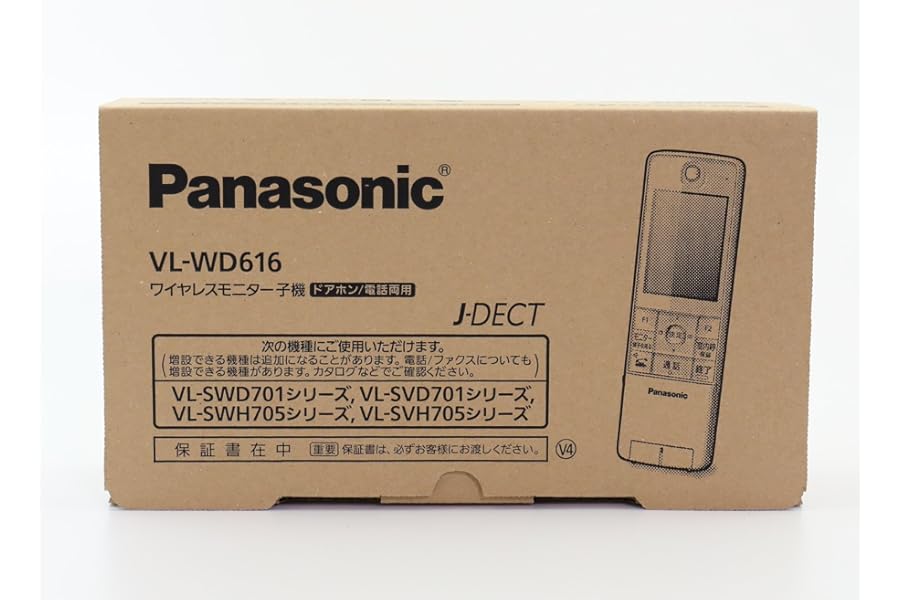 Panasonic®
VL-WD616
ワイヤレスモニター子機 ドアホン/電話両用
J-DECT
次の機種にご使用いただけます。
(増設できる機種は追加になることがあります。電話/ファクスについても
増設できる機種があります。カタログなどでご確認ください。)
VL-SWD701シリーズ, VL-SVD701シリーズ,
VL-SWH705シリーズ, VL-SVH705シリーズ
保証書在中 重要 保証書は、必ずお客様にお渡しください。 V4
F1 F2
決定
モニター
通話 終了
Panasonic